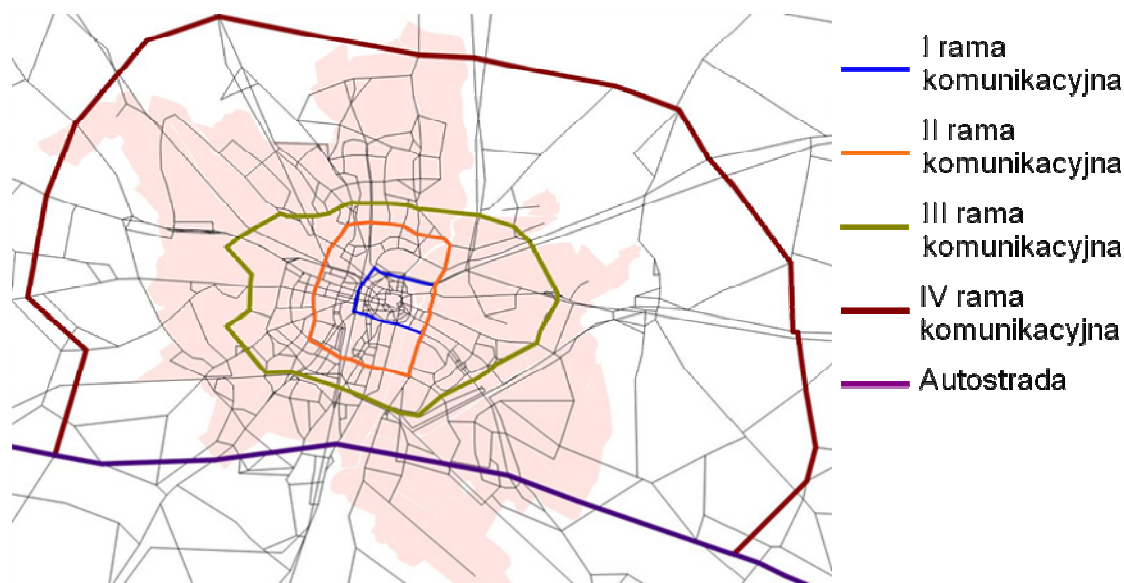 I rama
komunikacyjna
II rama
komunikacyjna
III rama
komunikacyjna
IV rama
komunikacyjna
Autostrada